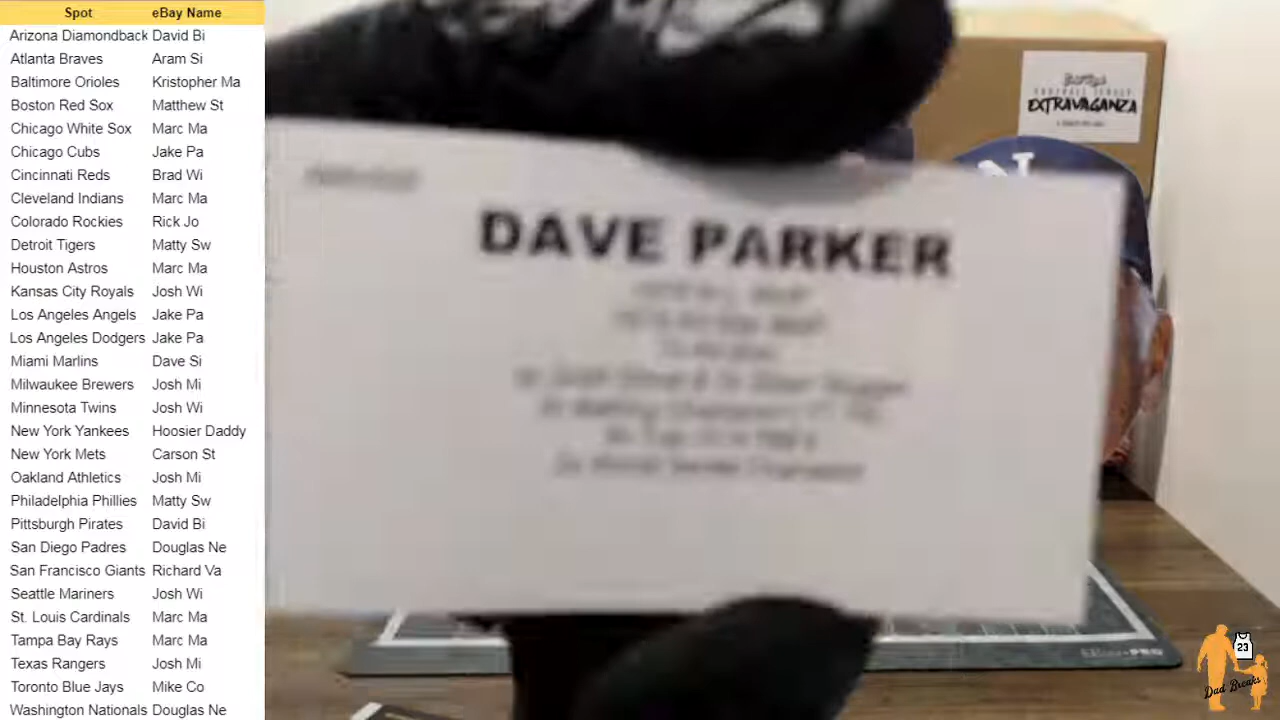 Spot eBay Name
Arizona Diamondback David Bi
Atlanta Braves Aram Si
Baltimore Orioles Kristopher Ma
Boston Red Sox Matthew St
Chicago White Sox Marc Ma
Chicago Cubs Jake Pa
Cincinnati Reds Brad Wi
Cleveland Indians Marc Ma
Colorado Rockies Rick Jo
Detroit Tigers Matty Sw
Houston Astros Marc Ma
Kansas City Royals Josh Wi
Los Angeles Angels Jake Pa
Los Angeles Dodgers Jake Pa
Miami Marlins Dave Si
Milwaukee Brewers Josh Mi
Minnesota Twins Josh Wi
New York Yankees Hoosier Daddy
New York Mets Carson St
Oakland Athletics Josh Mi
Philadelphia Phillies Matty Sw
Pittsburgh Pirates David Bi
San Diego Padres Douglas Ne
San Francisco Giants Richard Va
Seattle Mariners Josh Wi
St. Louis Cardinals Marc Ma
Tampa Bay Rays Marc Ma
Texas Rangers Josh Mi
Toronto Blue Jays Mike Co
Washington Nationals Douglas Ne
EXTRAVAGANZA
N
DAVE PARKER
23
Dad Breaks